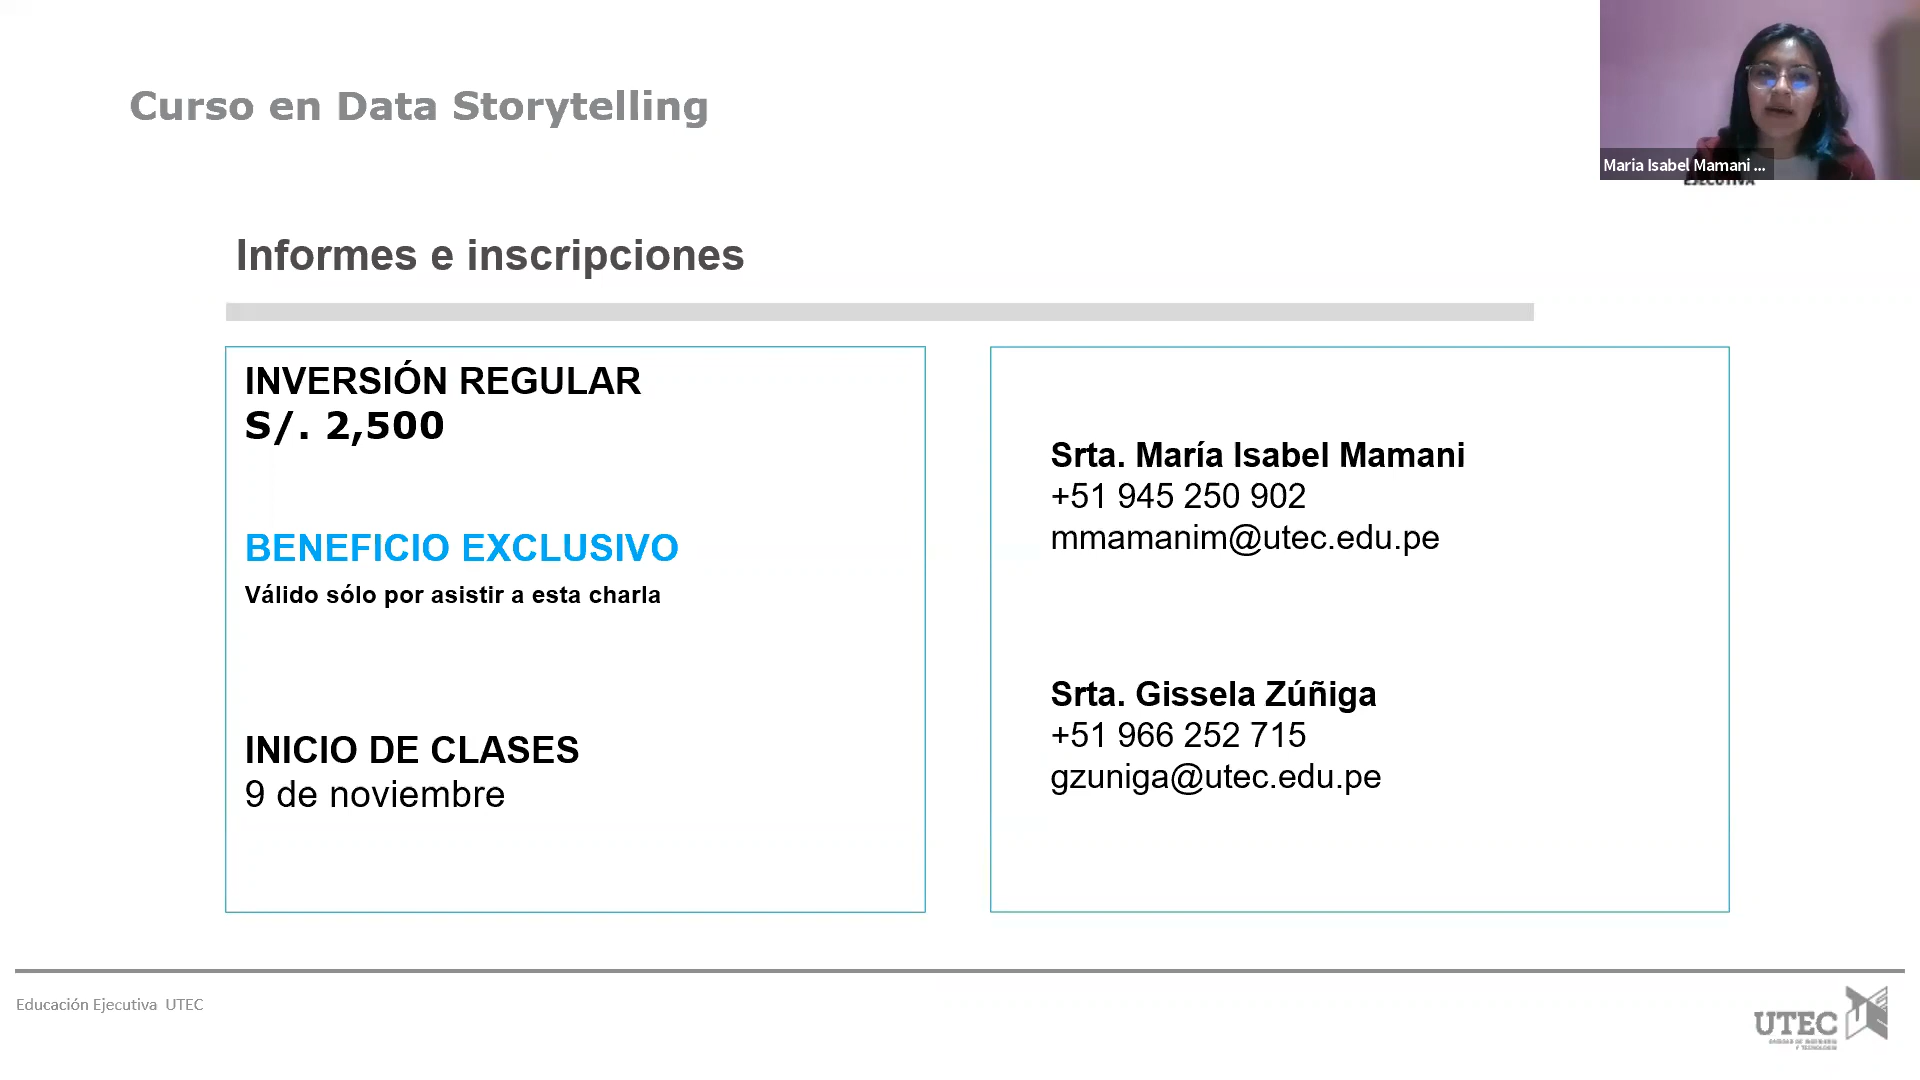 Curso en Data Storytelling
Maria Isabel Mamani ...
EJECUTIVA
Informes e inscripciones
INVERSIÓN REGULAR
S/. 2,500
BENEFICIO EXCLUSIVO
Válido sólo por asistir a esta charla
INICIO DE CLASES
9 de noviembre
Srta. María Isabel Mamani
+51 945 250 902
mmamanim@utec.edu.pe
Srta. Gissela Zúñiga
+51 966 252 715
gzuniga@utec.edu.pe
Educación Ejecutiva UTEC
UTEC